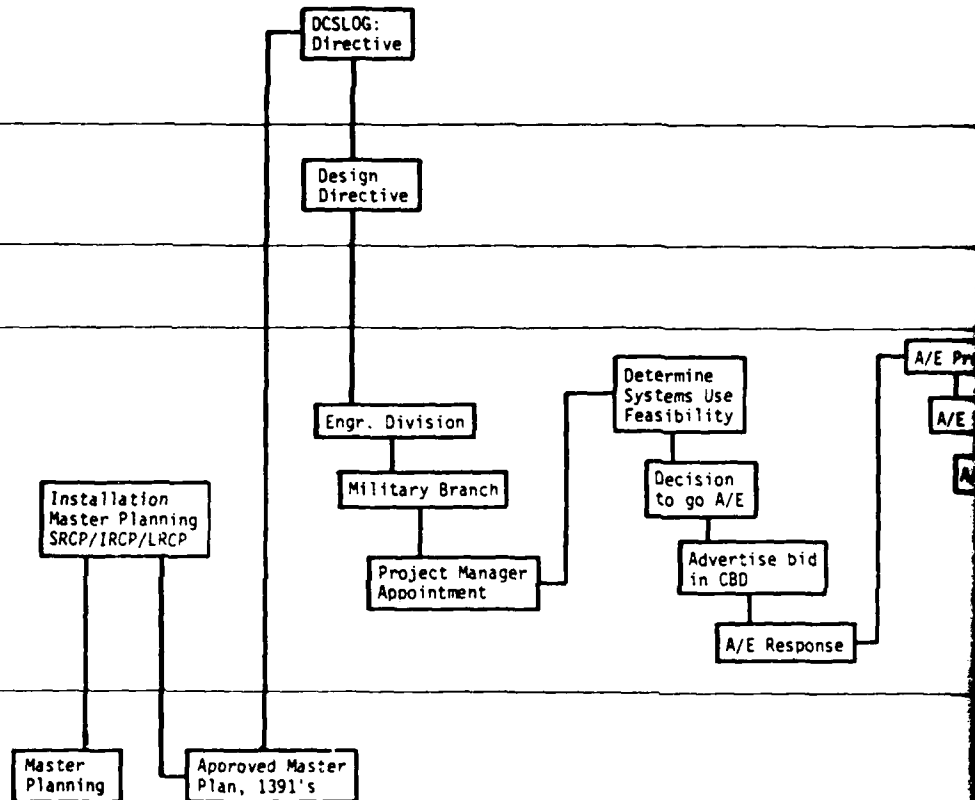 DCSLOG:
Directive
Design
Directive
Engr. Division
Military Branch
Project Manager
Appointment
Determine
Systems Use
Feasibility
Decision
to go A/E
Advertise bid
in CBD
A/E Response
A/E
A/E
Installation
Master Planning
SRCP/IRCP/LRCP
Master
Planning
Approved Master
Plan, 1391's